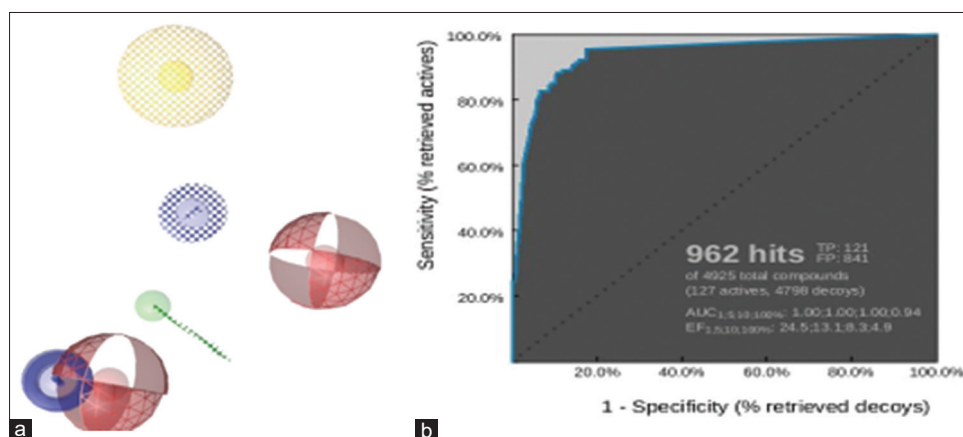 100.0%
80.0%
60.0%
40.0%
20.0%
Sensitivity (% retrieved actives)
962 hits TP: 121
FP: 841
of 4925 total compounds
(127 actives, 4798 decoys)
AUC1;5;10;100%: 1.00;1.00;1.00;0.94
EF1;5;10;100%: 24.5;13.1;8.3;4.9
20.0% 40.0% 60.0% 80.0% 100.0%
1 - Specificity (% retrieved decoys)
a b